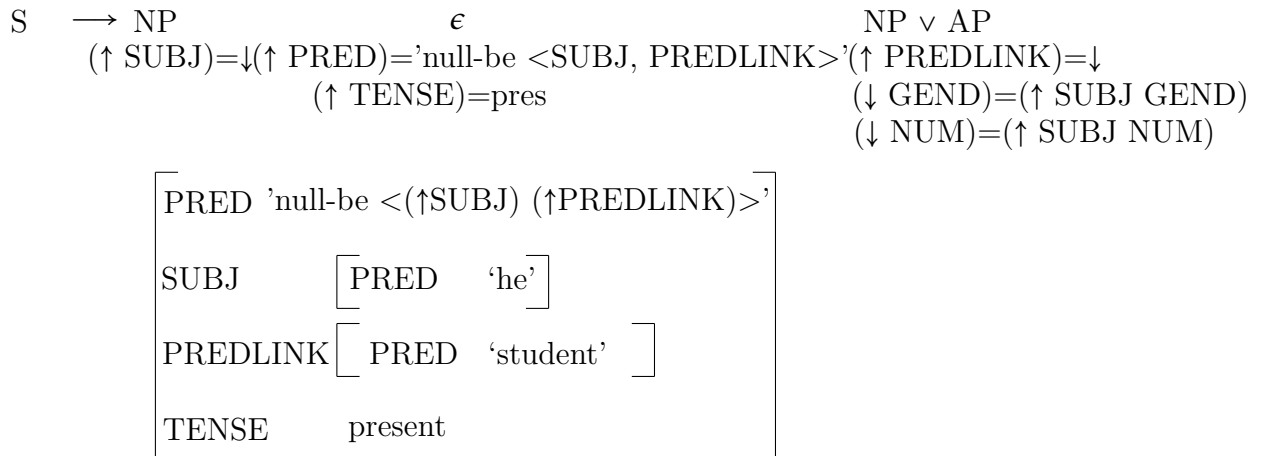 S ⟶ NP ϵ NP ∨ AP
(↑ SUBJ)=↓(↑ PRED)='null-be <SUBJ, PREDLINK>'(↑ PREDLINK)=↓
(↑ TENSE)=pres (↓ GEND)=(↑ SUBJ GEND)
(↓ NUM)=(↑ SUBJ NUM)
PRED 'null-be <(↑SUBJ) (↑PREDLINK)>'
SUBJ PRED ‘he’
PREDLINK PRED ‘student’
TENSE present